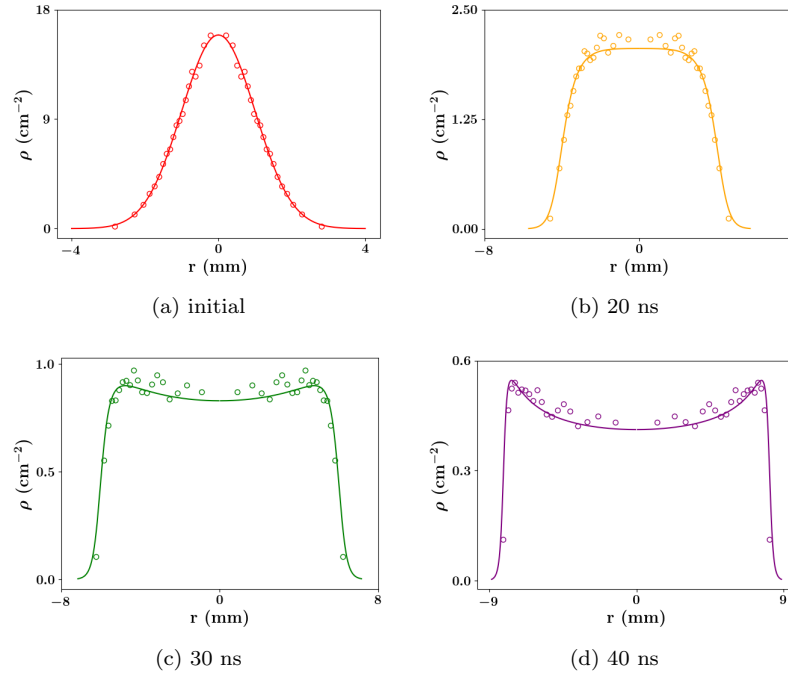 18
9
0
ρ (cm⁻²)
−4
0
4
r (mm)
(a) initial
2.50
1.25
0.00
ρ (cm⁻²)
−8
0
r (mm)
(b) 20 ns
1.0
0.5
0.0
ρ (cm⁻²)
−8
0
8
r (mm)
(c) 30 ns
0.6
0.3
0.0
ρ (cm⁻²)
−9
0
9
r (mm)
(d) 40 ns